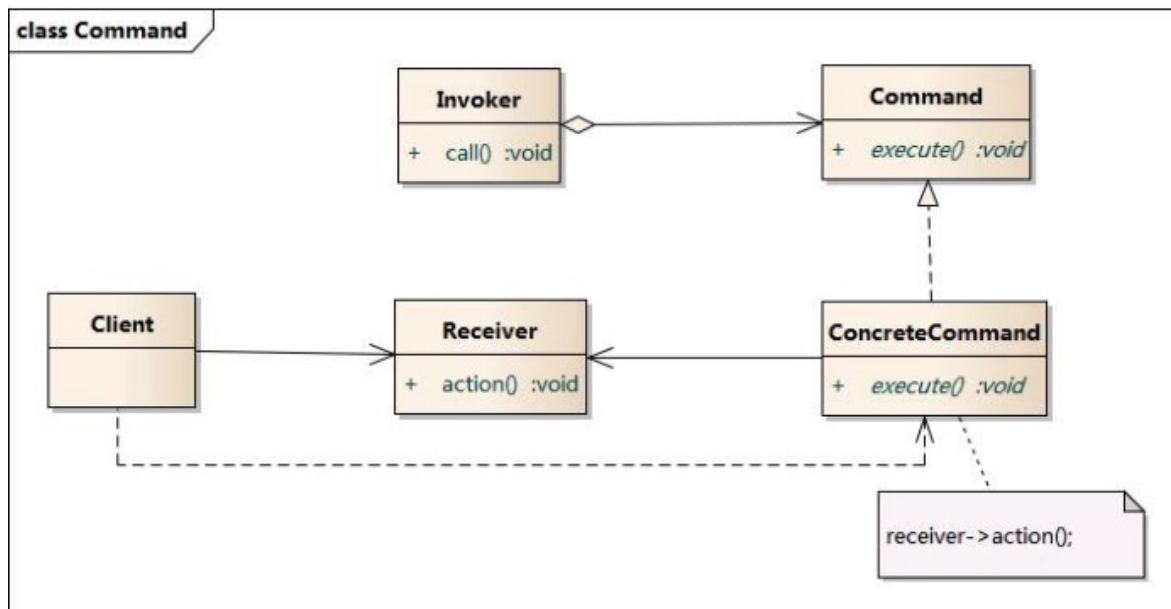 class Command
Invoker
+ call() :void
Command
+ execute() :void
Client
Receiver
+ action() :void
ConcreteCommand
+ execute() :void
receiver->action();